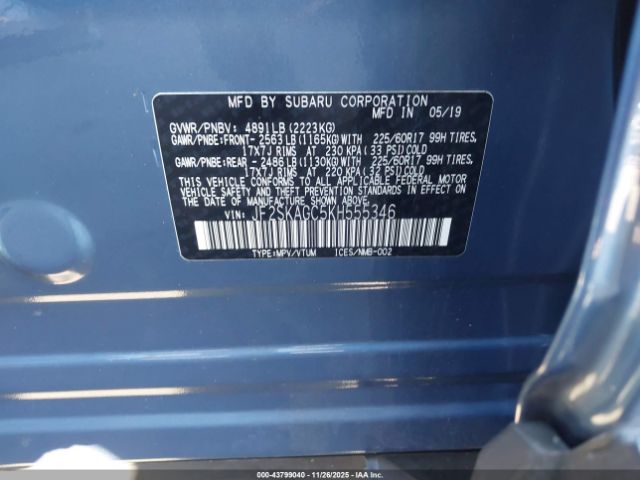 MFD BY SUBARU CORPORATION
MFD IN 05/19
GVWR/PNBV: 4891LB(2223KG)
GAWR/PNBE:FRONT- 2563LB(1165KG)WITH 225/60R17 99H TIRES,
17X7J RIMS AT 230 KPA(33 PSI)COLD
GAWR/PNBE:REAR - 2486LB(1130KG)WITH 225/60R17 99H TIRES,
17X7J RIMS AT 220 KPA(32 PSI)COLD
THIS VEHICLE CONFORMS TO ALL APPLICABLE FEDERAL MOTOR
VEHICLE SAFETY AND THEFT PREVENTION STANDARDS IN EFFECT
ON THE DATE OF MANUFACTURE SHOWN ABOVE.
VIN: JF2SKAGC5KH555346
TYPE:MPV/VTUM ICES/NMB-002
000-43799040 - 11/26/2025 - IAA Inc.